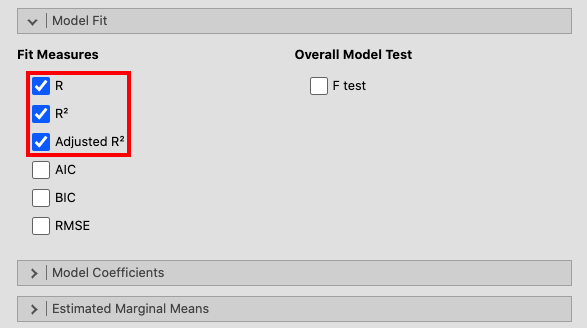 Model Fit
Fit Measures
Overall Model Test
R
F test
R²
Adjusted R²
AIC
BIC
RMSE
Model Coefficients
Estimated Marginal Means